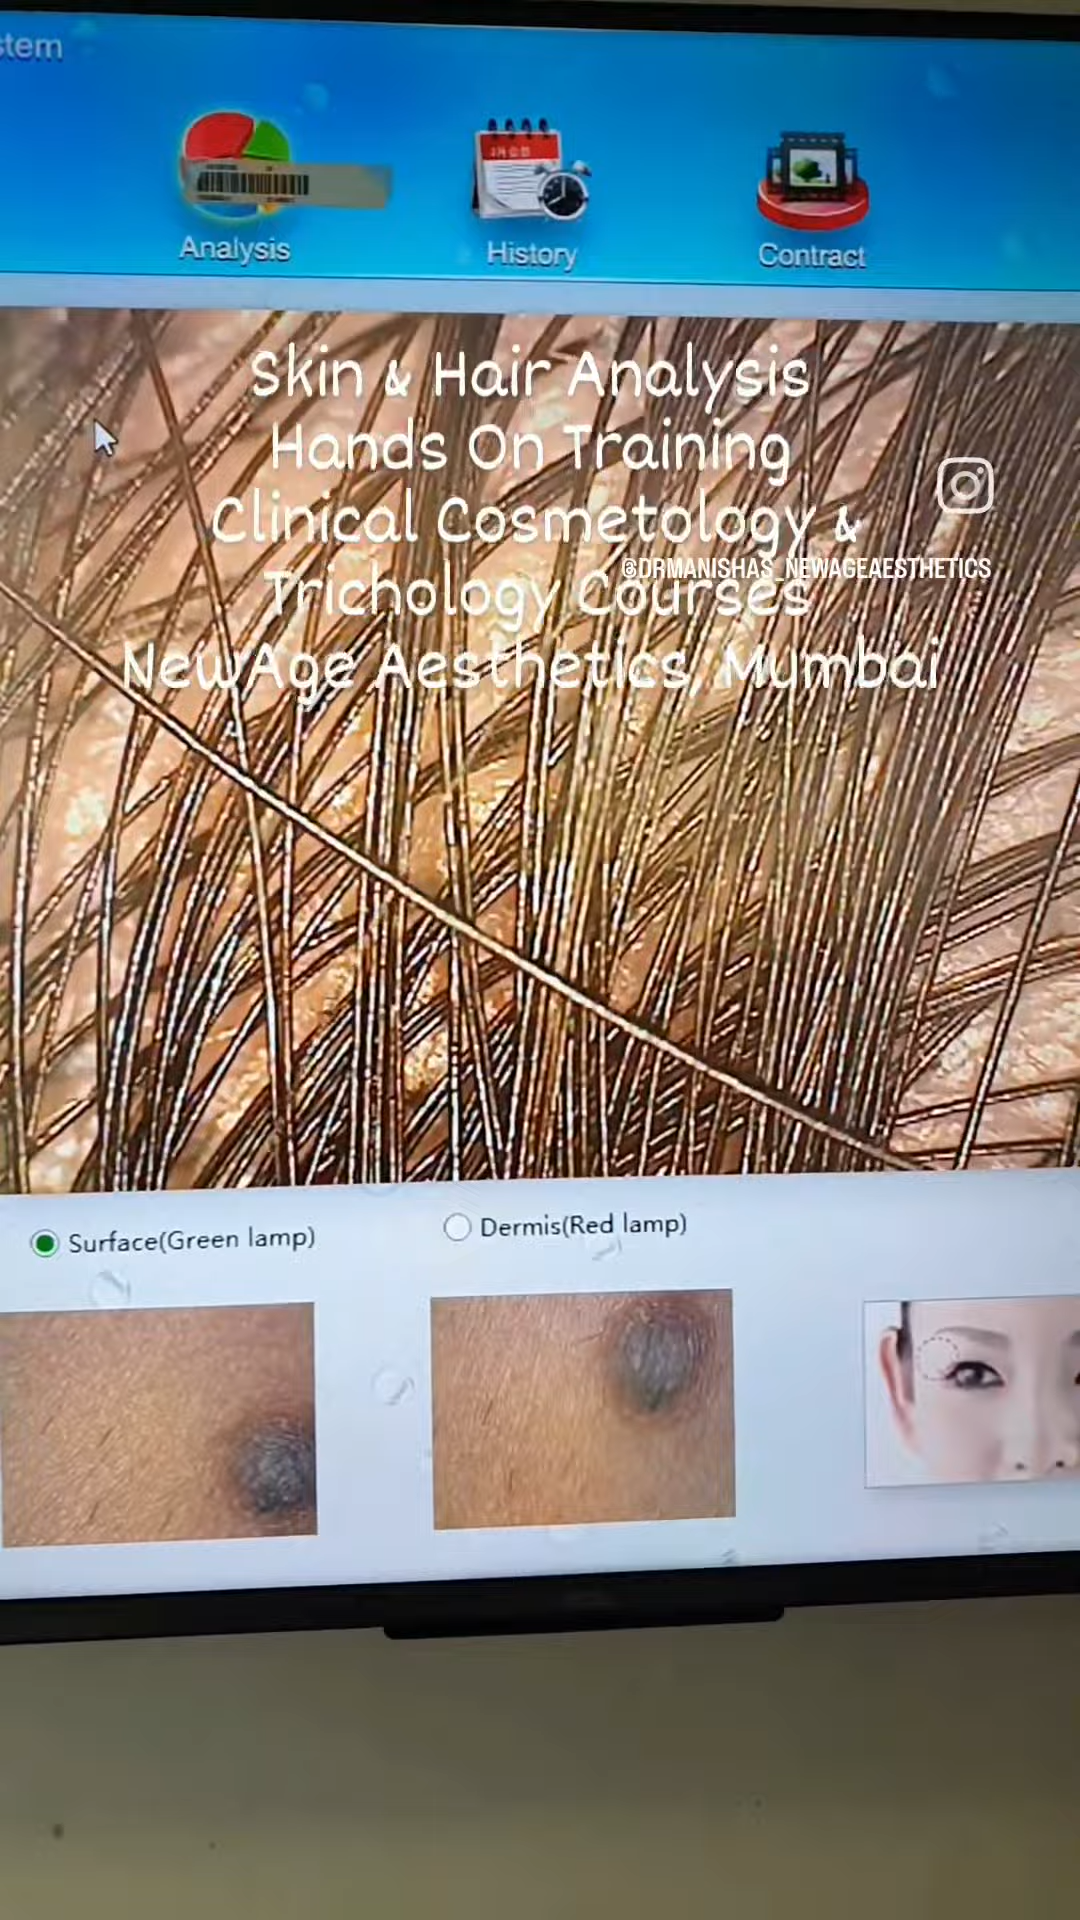 stem
Analysis
History
Contract
Skin & Hair Analysis
Hands On Training
Clinical Cosmetology &
@DRMANISHAS_NEWAGEAESTHETICS
Trichology Courses
NewAge Aesthetics, Mumbai
Surface(Green lamp)
Dermis(Red lamp)